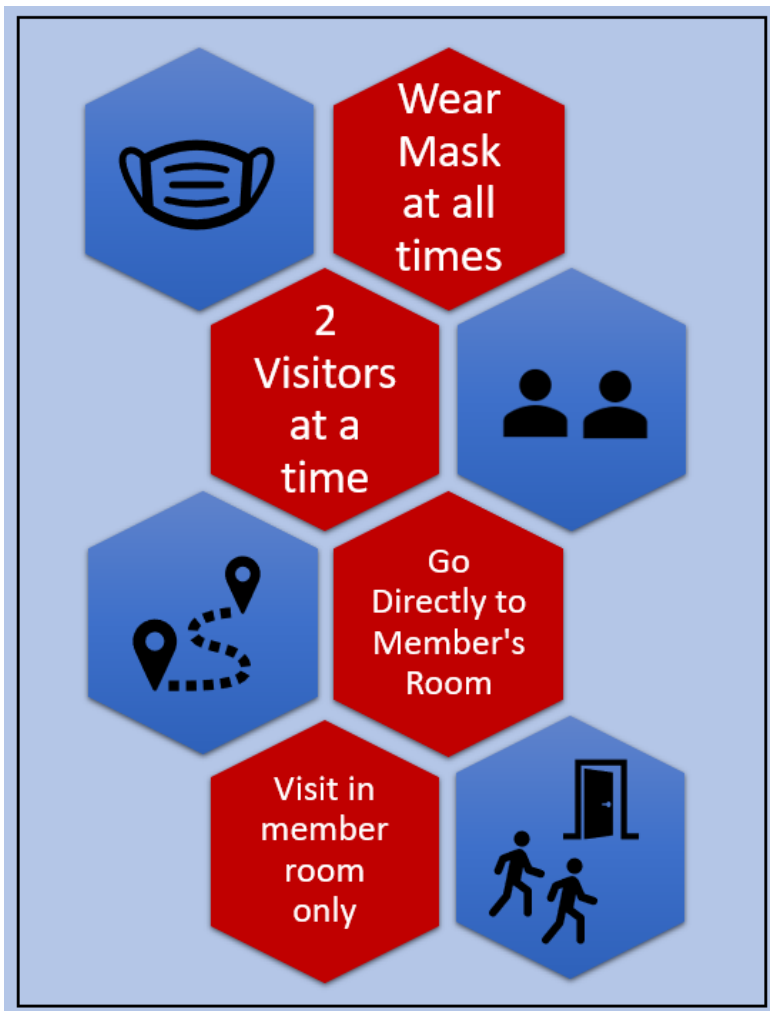 Wear
Mask
at all
times
2
Visitors
at a
time
Go
Directly to
Member's
Room
Visit in
member
room
only